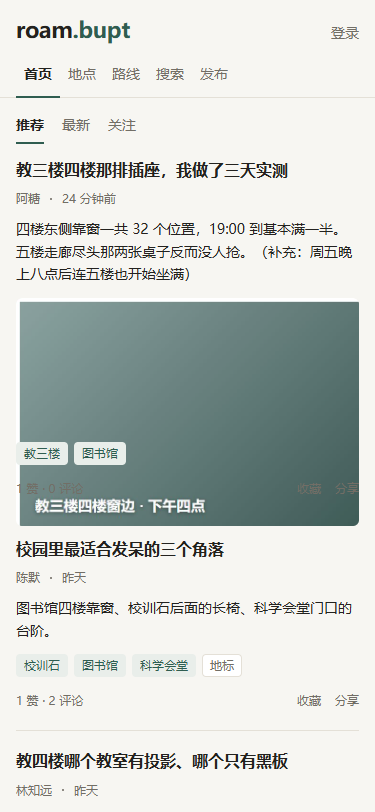 roam.bupt
登录
首页 地点 路线 搜索 发布
推荐 最新 关注
教三楼四楼那排插座，我做了三天实测
阿糖 · 24 分钟前
四楼东侧靠窗一共 32 个位置，19:00 到基本满一半。
五楼走廊尽头那两张桌子反而没人抢。（补充：周五晚
上八点后连五楼也开始坐满）
教三楼 图书馆
1 赞 · 0 评论 收藏 分享
教三楼四楼窗边 · 下午四点
校园里最适合发呆的三个角落
陈默 · 昨天
图书馆四楼靠窗、校训石后面的长椅、科学会堂门口的
台阶。
校训石 图书馆 科学会堂 地标
1 赞 · 2 评论 收藏 分享
教四楼哪个教室有投影、哪个只有黑板
林知远 · 昨天